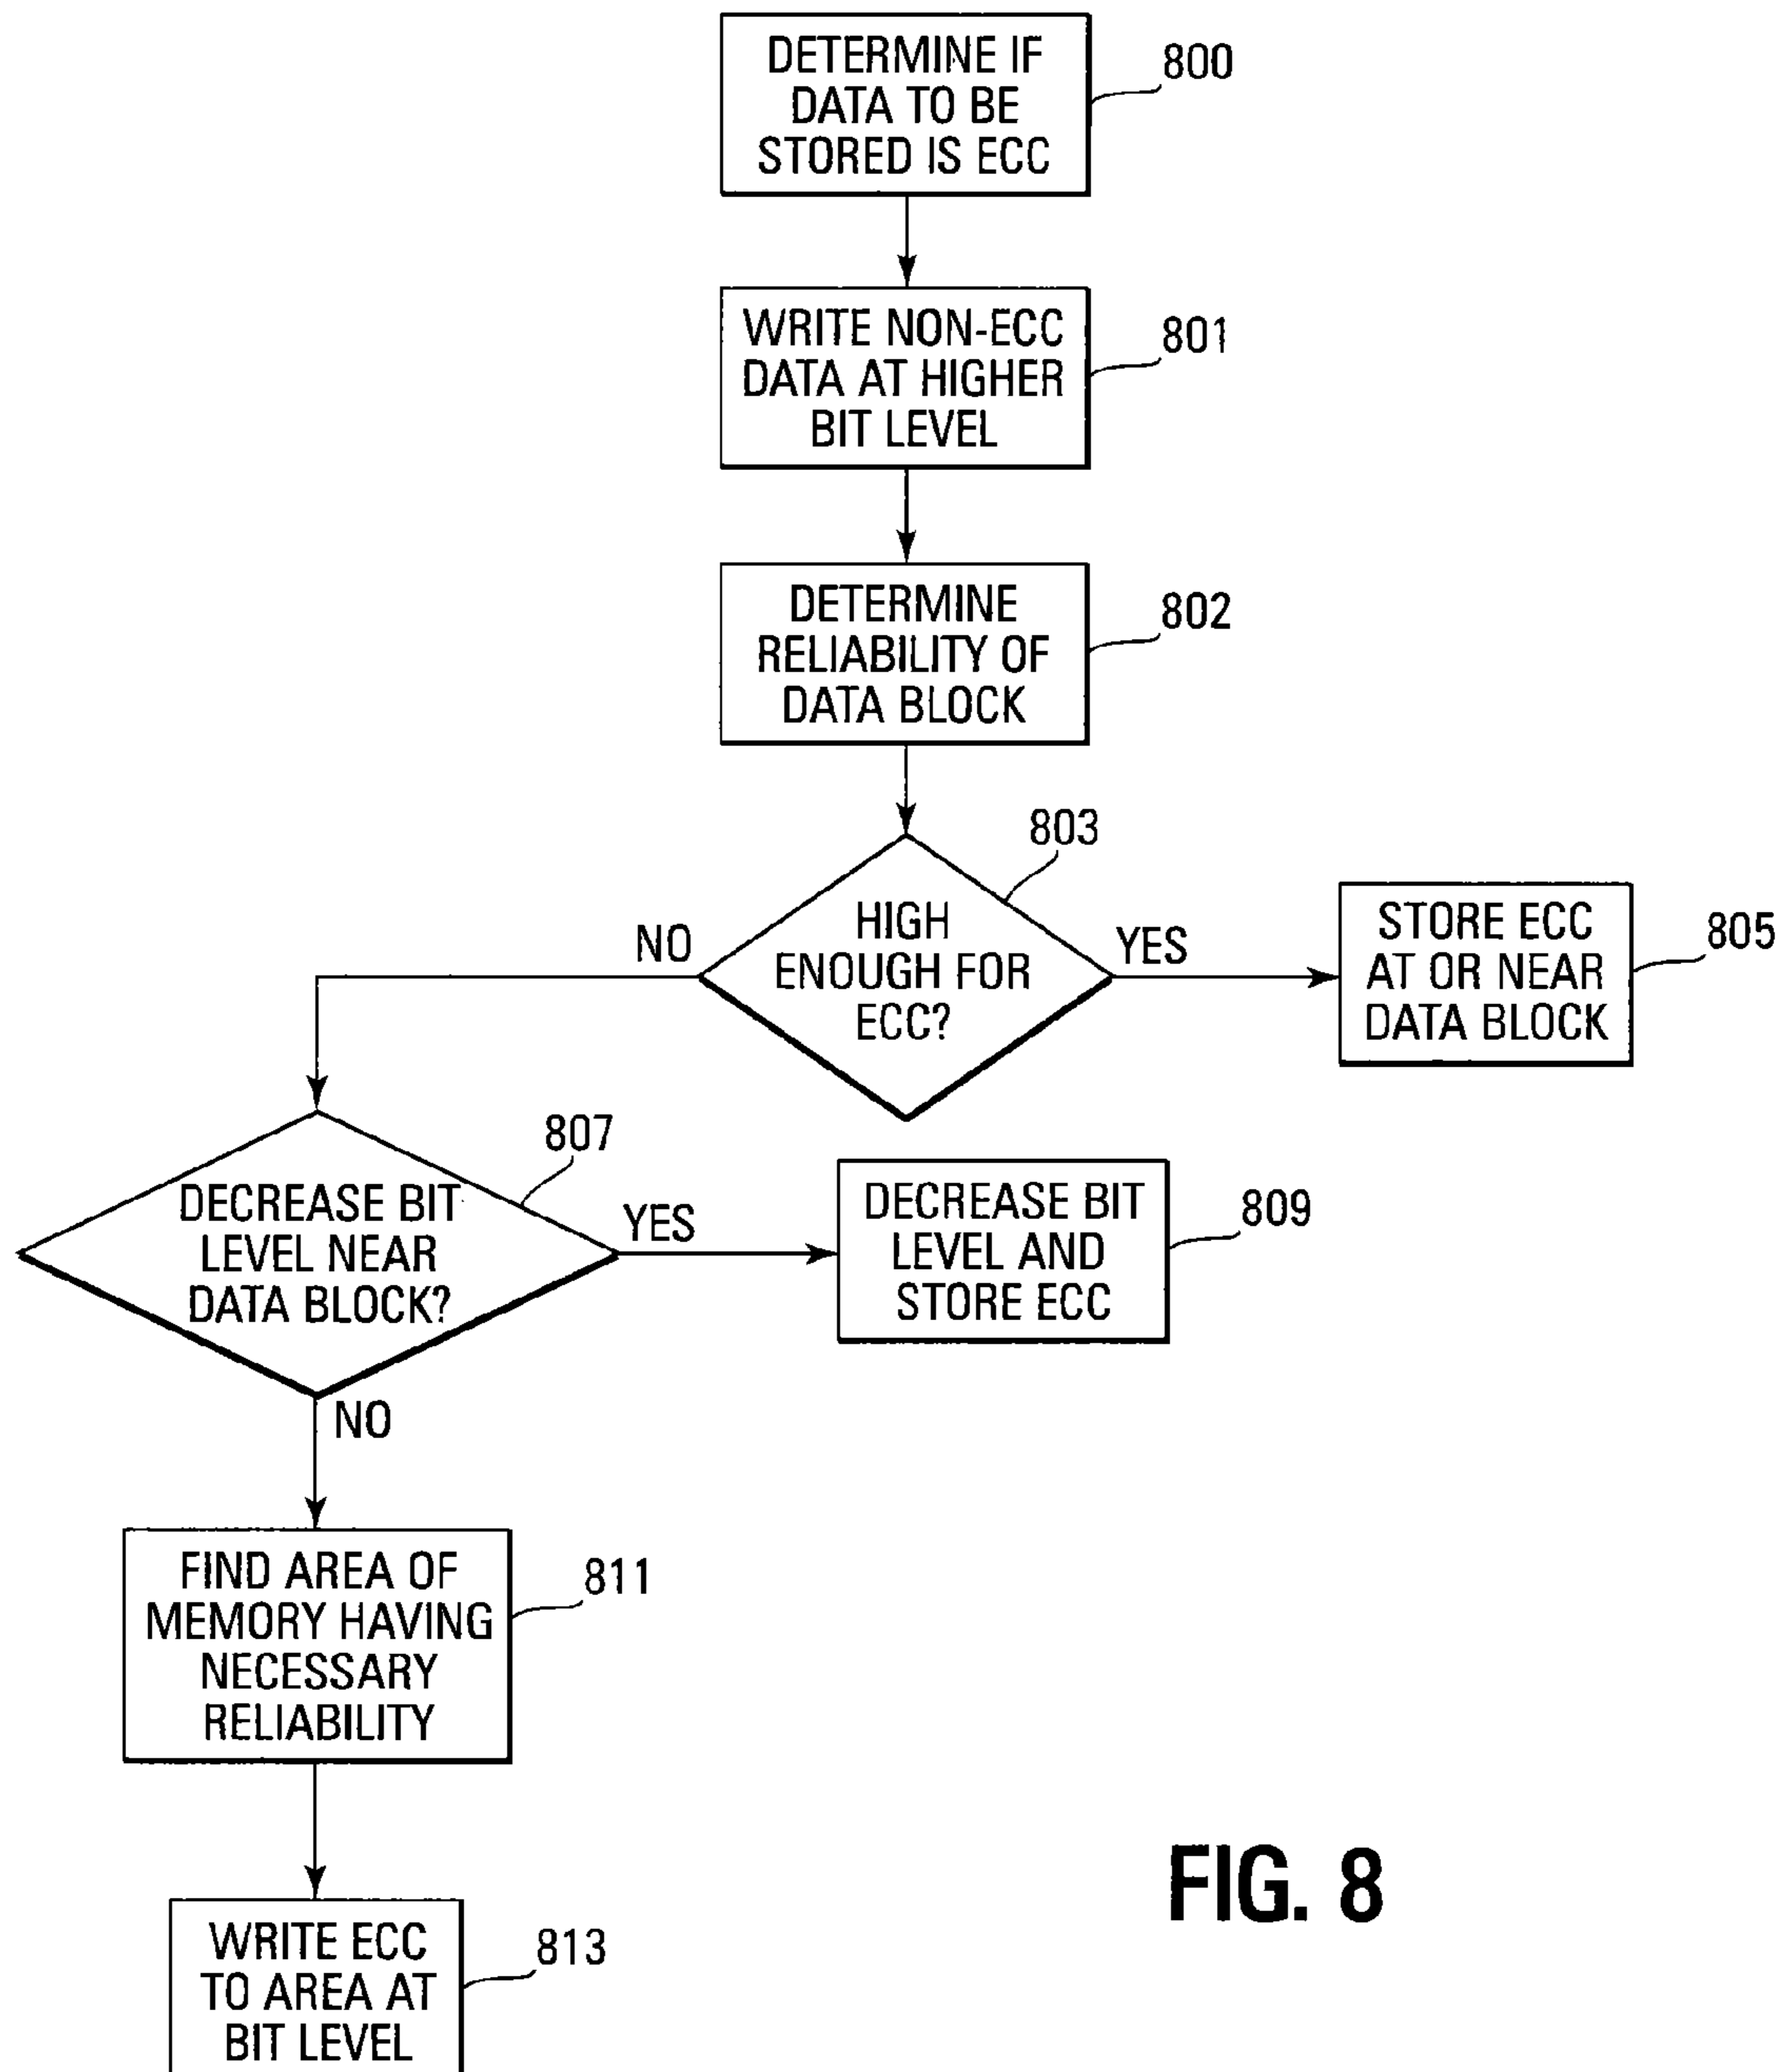 DETERMINE IF
DATA TO BE
STORED IS ECC
800
WRITE NON-ECC
DATA AT HIGHER
BIT LEVEL
801
DETERMINE
RELIABILITY OF
DATA BLOCK
802
803
HIGH
ENOUGH FOR
ECC?
NO
YES
STORE ECC
AT OR NEAR
DATA BLOCK
805
807
DECREASE BIT
LEVEL NEAR
DATA BLOCK?
YES
DECREASE BIT
LEVEL AND
STORE ECC
809
NO
FIND AREA OF
MEMORY HAVING
NECESSARY
RELIABILITY
811
WRITE ECC
TO AREA AT
BIT LEVEL
813
FIG. 8